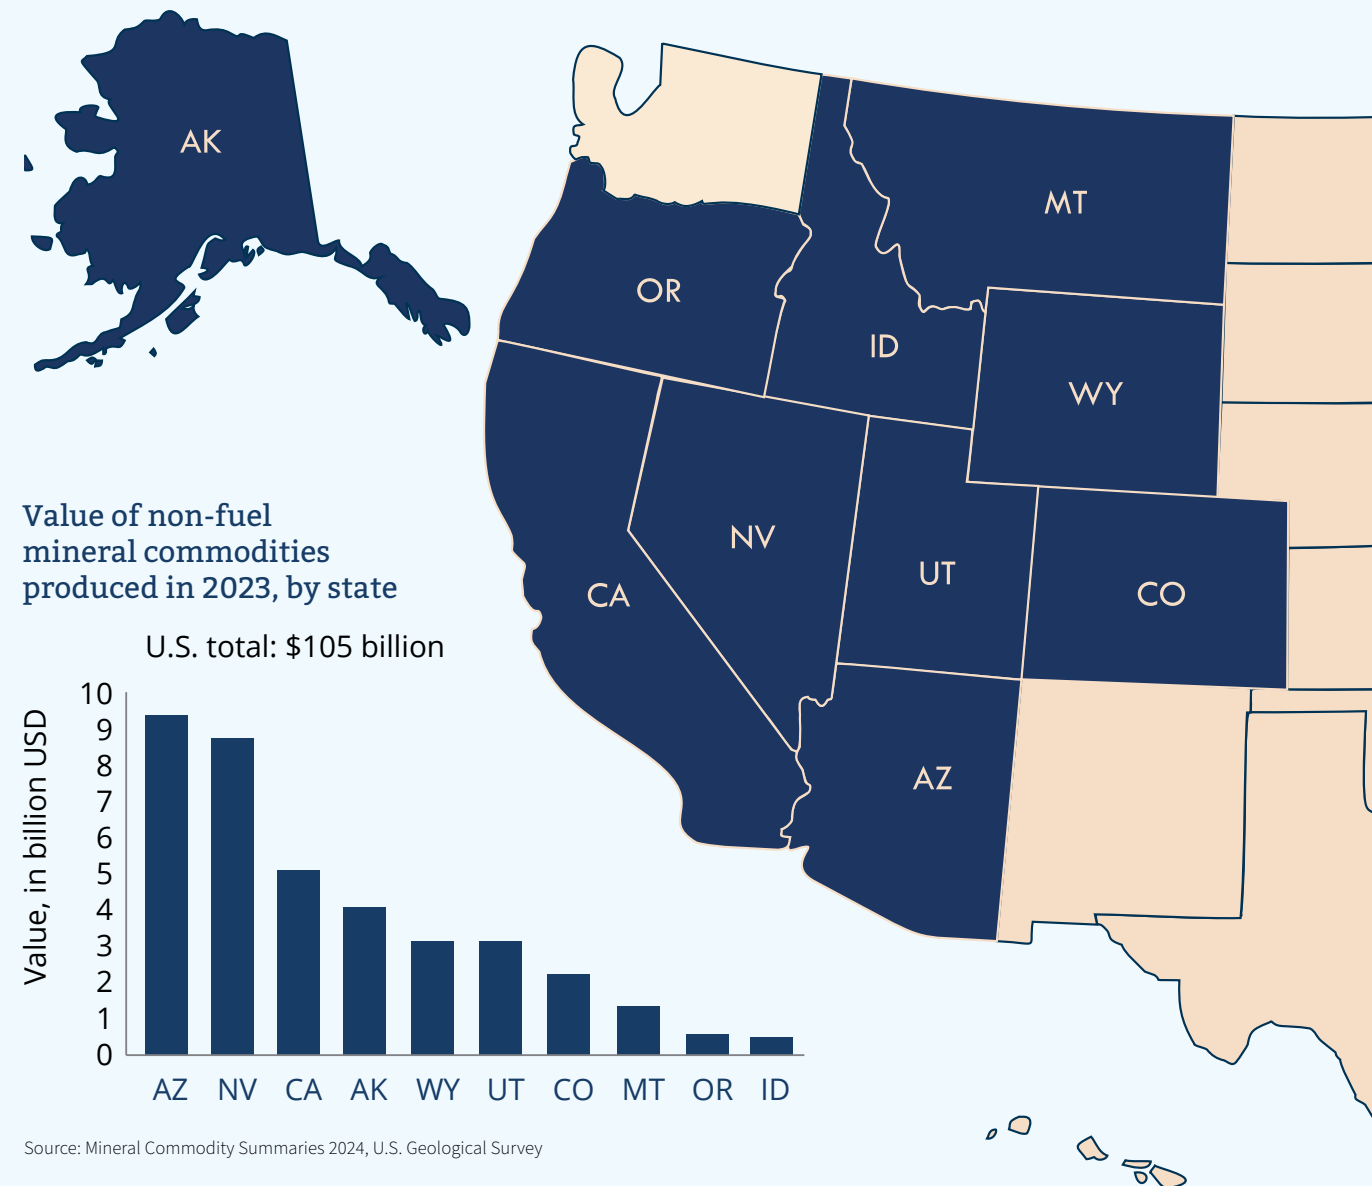 AK
MT
OR
ID
WY
NV
UT
CA
CO
AZ
Value of non-fuel
mineral commodities
produced in 2023, by state
U.S. total: $105 billion
Value, in billion USD
10
9
8
7
6
5
4
3
2
1
0
AZ NV CA AK WY UT CO MT OR ID
Source: Mineral Commodity Summaries 2024, U.S. Geological Survey